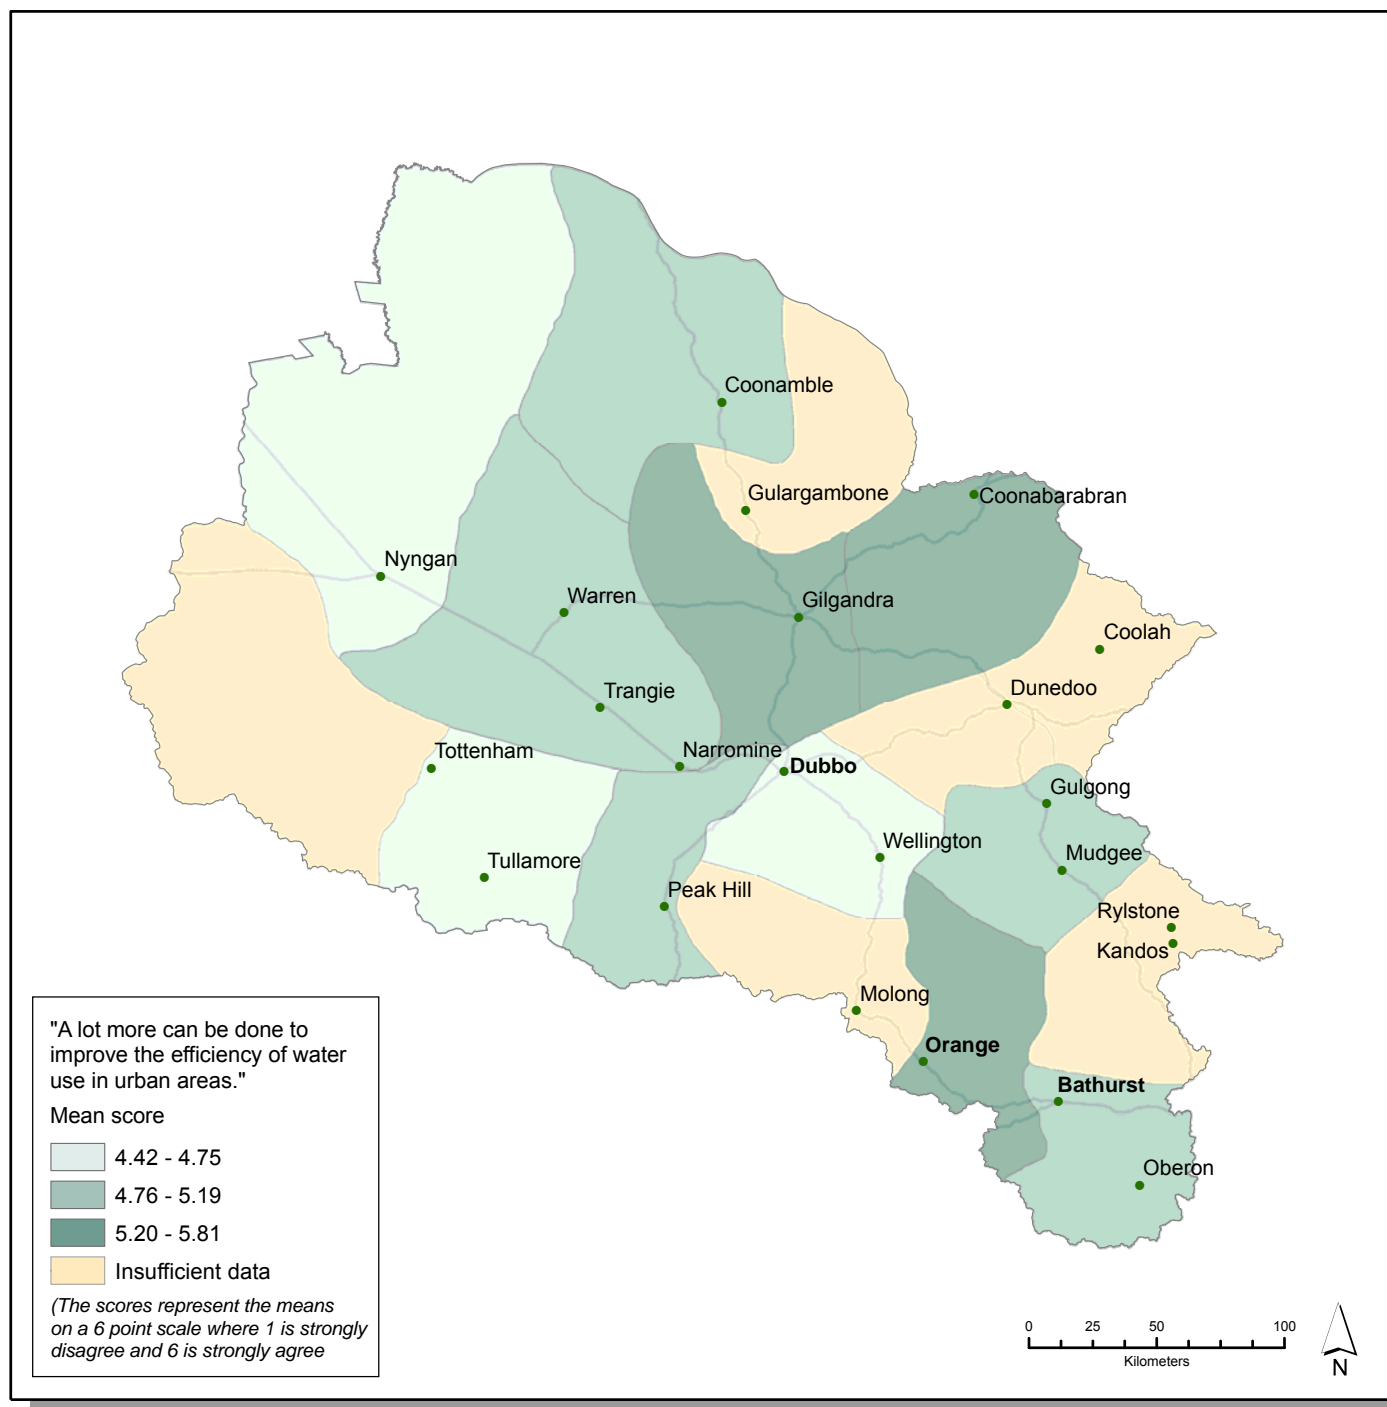 Coonamble
Gulargambone
Coonabarabran
Nyngan
Warren
Gilgandra
Coolah
Trangie
Dunedoo
Tottenham
Narromine
Dubbo
Gulgong
Wellington
Mudgee
Tullamore
Peak Hill
Rylstone
Kandos
Molong
Orange
Bathurst
Oberon
"A lot more can be done to
improve the efficiency of water
use in urban areas."
Mean score
4.42 - 4.75
4.76 - 5.19
5.20 - 5.81
Insufficient data
(The scores represent the means
on a 6 point scale where 1 is strongly
disagree and 6 is strongly agree
0 25 50 100
Kilometers
N